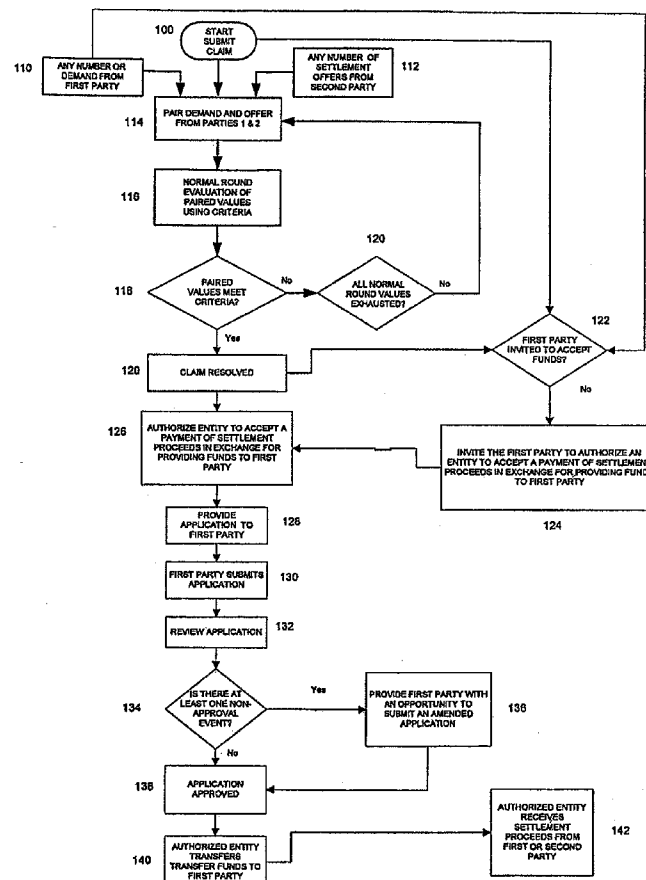 100
START
SUBMIT
CLAIM
110
ANY NUMBER OR
DEMAND FROM
FIRST PARTY
ANY NUMBER OF
SETTLEMENT
OFFERS FROM
SECOND PARTY
112
114
PAIR DEMAND AND OFFER
FROM PARTIES 1 & 2
116
NORMAL ROUND
EVALUATION OF
PAIRED VALUES
USING CRITERIA
118
PAIRED
VALUES MEET
CRITERIA?
No
Yes
120
ALL NORMAL
ROUND VALUES
EXHAUSTED?
No
122
FIRST PARTY
INVITED TO ACCEPT
FUNDS?
No
120
CLAIM RESOLVED
126
AUTHORIZE ENTITY TO ACCEPT A
PAYMENT OF SETTLEMENT
PROCEEDS IN EXCHANGE FOR
PROVIDING FUNDS TO FIRST
PARTY
INVITE THE FIRST PARTY TO AUTHORIZE AN
ENTITY TO ACCEPT A PAYMENT OF SETTLEMEN
PROCEEDS IN EXCHANGE FOR PROVIDING FUND
TO FIRST PARTY
124
PROVIDE
APPLICATION TO
FIRST PARTY
128
FIRST PARTY SUBMITS
APPLICATION
130
REVIEW APPLICATION
132
134
IS THERE AT
LEAST ONE NON-
APPROVAL
EVENT?
Yes
No
PROVIDE FIRST PARTY WITH
AN OPPORTUNITY TO
SUBMIT AN AMENDED
APPLICATION
136
138
APPLICATION
APPROVED
140
AUTHORIZED ENTITY
TRANSFERS
TRANSFER FUNDS TO
FIRST PARTY
AUTHORIZED ENTITY
RECEIVES
SETTLEMENT
PROCEEDS FROM
FIRST OR SECOND
PARTY
142